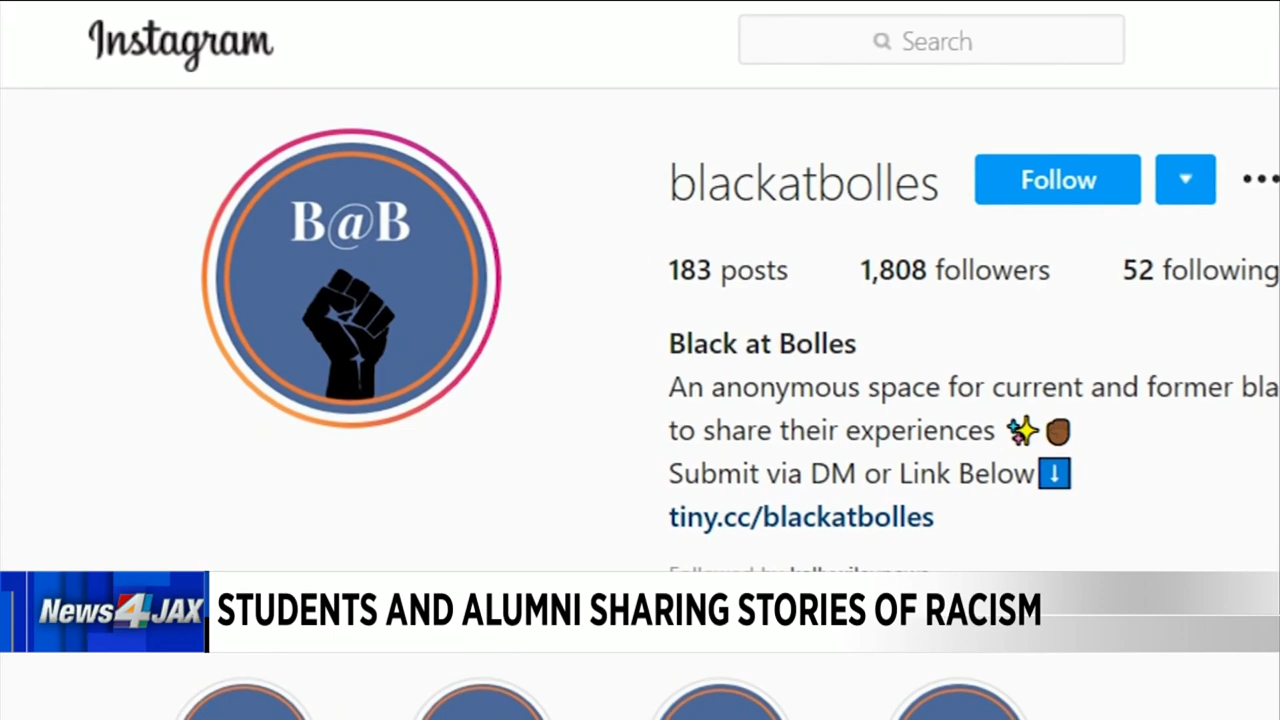 Instagram
Search
B@B
blackatbolles
Follow
183 posts 1,808 followers 52 following
Black at Bolles
An anonymous space for current and former bla
to share their experiences ✨✊🏾
Submit via DM or Link Below⬇️
tiny.cc/blackatbolles
Followed by
News4JAX
STUDENTS AND ALUMNI SHARING STORIES OF RACISM